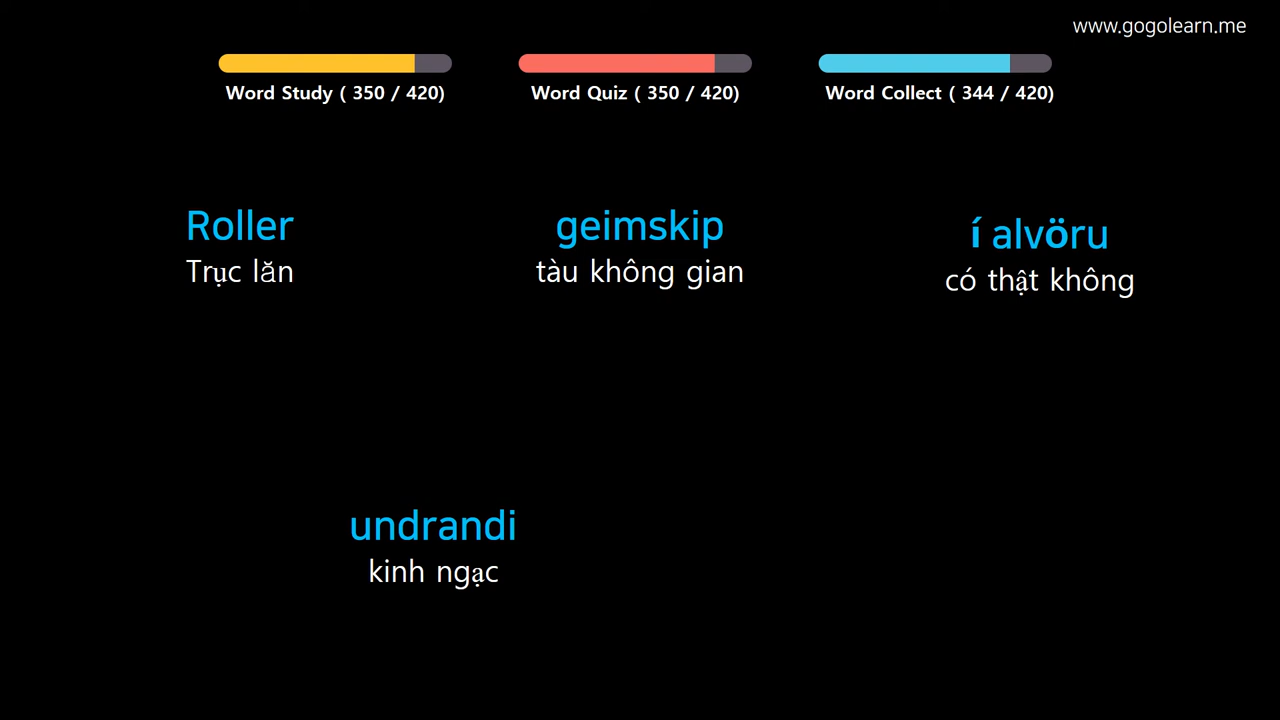 www.gogolearn.me
Word Study ( 350 / 420)
Word Quiz ( 350 / 420)
Word Collect ( 344 / 420)
Roller
Trục lăn
geimskip
tàu không gian
í alvöru
có thật không
undrandi
kinh ngạc